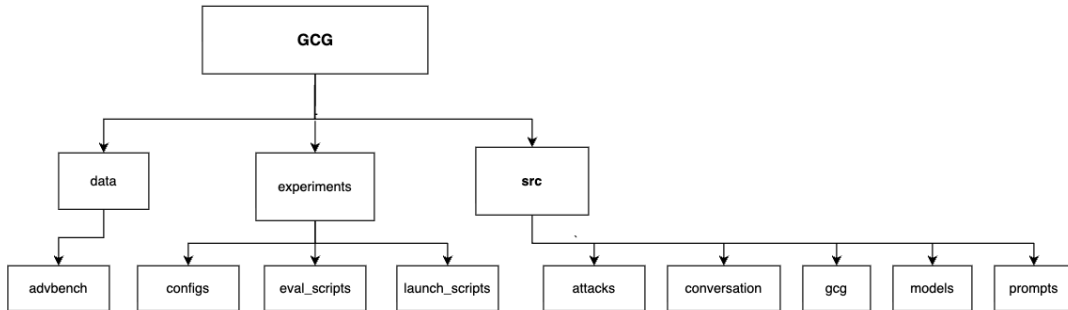 GCG
data
experiments
src
advbench
configs
eval_scripts
launch_scripts
attacks
conversation
gcg
models
prompts